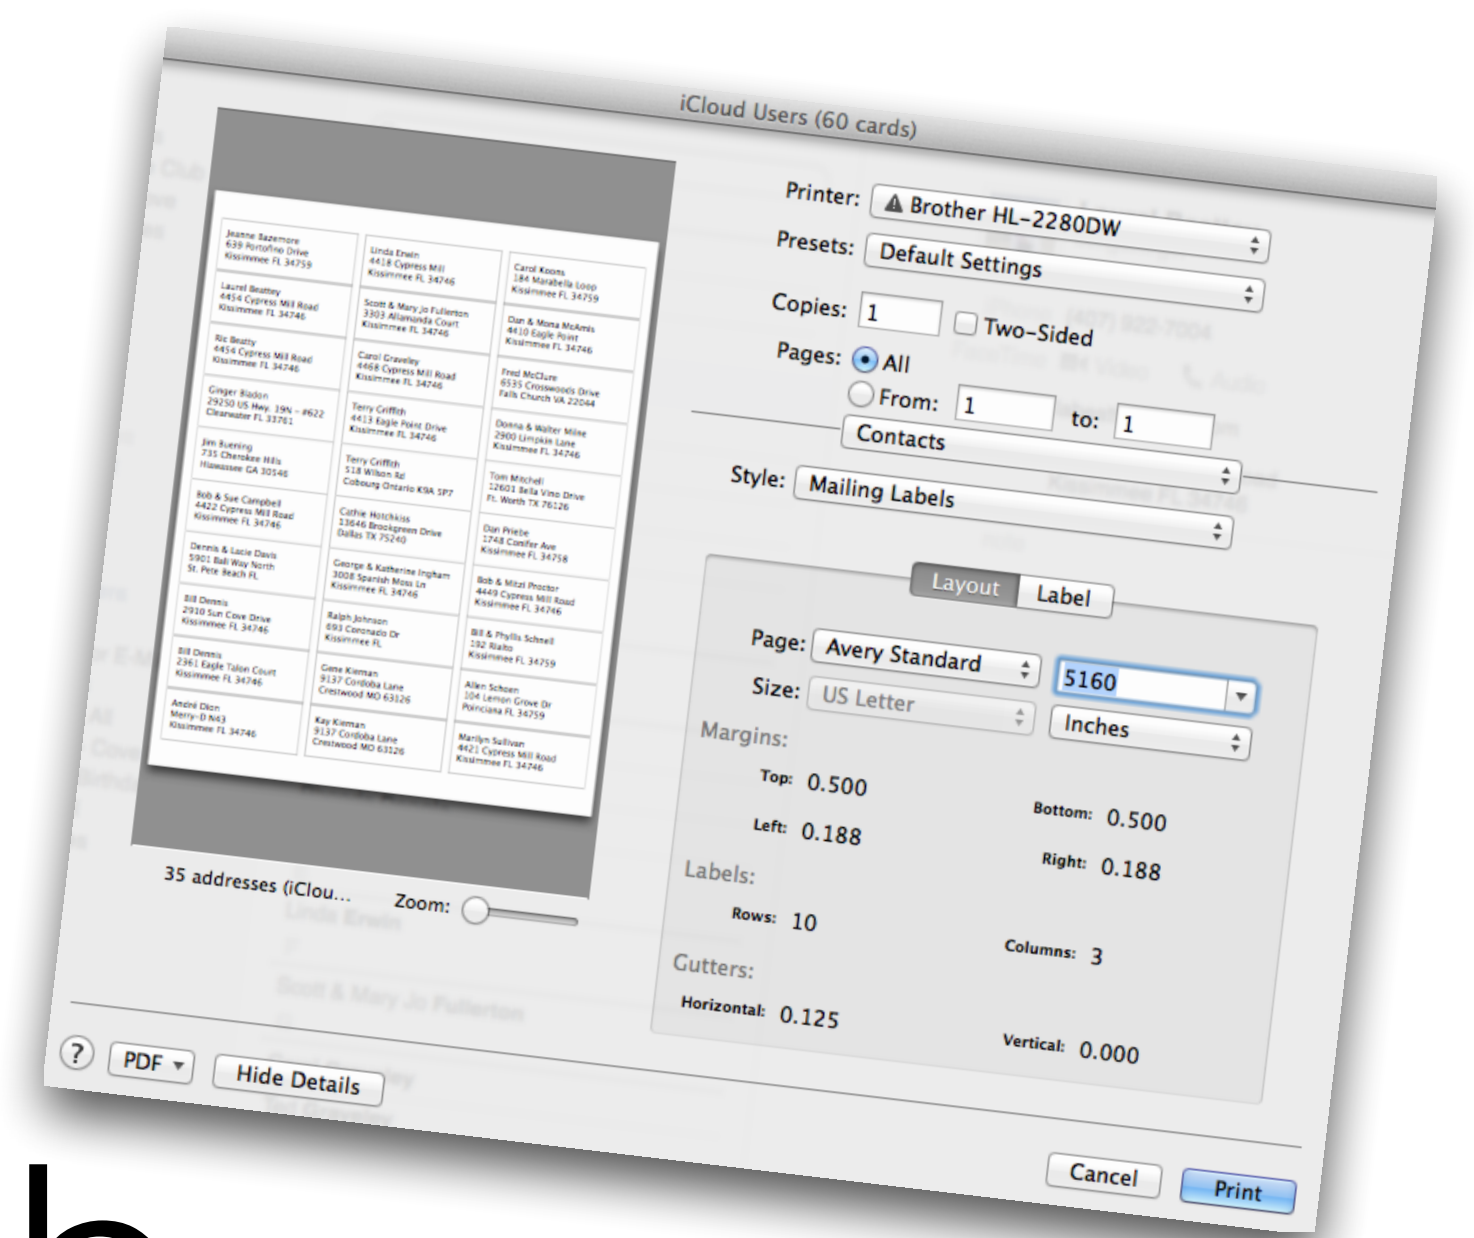 iCloud Users (60 cards)
Printer: Brother HL-2280DW
Presets: Default Settings
Copies: 1 Two-Sided
Pages: All
From: 1 to: 1
Contacts
Style: Mailing Labels
Layout Label
Page: Avery Standard 5160
Size: US Letter Inches
Margins:
Top: 0.500 Bottom: 0.500
Left: 0.188 Right: 0.188
Labels:
Rows: 10 Columns: 3
Gutters:
Horizontal: 0.125 Vertical: 0.000
Jeanne Bazemore
639 Portofino Drive
Kissimmee FL 34759
Linda Erwin
4418 Cypress Mill
Kissimmee FL 34746
Carol Koons
184 Marabella Loop
Kissimmee FL 34759
Laurel Beattey
4454 Cypress Mill Road
Kissimmee FL 34746
Scott & Mary Jo Fullerton
3303 Allamanda Court
Kissimmee FL 34746
Dan & Mona McAmis
4410 Eagle Point
Kissimmee FL 34746
Ric Beatty
4454 Cypress Mill Road
Kissimmee FL 34746
Carol Graveley
4468 Cypress Mill Road
Kissimmee FL 34746
Fred McClure
6535 Crosswoods Drive
Falls Church VA 22044
Ginger Bladon
29250 US Hwy. 19N - #622
Clearwater FL 33761
Terry Griffith
4413 Eagle Point Drive
Kissimmee FL 34746
Donna & Walter Milne
2900 Limpkin Lane
Kissimmee FL 34746
Jim Buening
735 Cherokee Hills
Hiawassee GA 30546
Terry Griffith
518 Wilson Rd
Cobourg Ontario K9A 5P7
Tom Mitchell
12601 Bella Vino Drive
Ft. Worth TX 76126
Bob & Sue Campbell
4422 Cypress Mill Road
Kissimmee FL 34746
Cathie Hotchkiss
13646 Brookgreen Drive
Dallas TX 75240
Dan Priebe
1748 Conifer Ave
Kissimmee FL 34758
Dennis & Lacie Davis
5901 Bali Way North
St. Pete Beach FL
George & Katherine Ingham
3008 Spanish Moss Ln
Kissimmee FL 34746
Bob & Mitzi Proctor
4449 Cypress Mill Road
Kissimmee FL 34746
Bill Dennis
2910 Sun Cove Drive
Kissimmee FL 34746
Ralph Johnson
693 Coronado Dr
Kissimmee FL
Bill & Phyllis Schnell
192 Rialto
Kissimmee FL 34759
Bill Dennis
2361 Eagle Talon Court
Kissimmee FL 34746
Gene Kieman
9137 Cordoba Lane
Crestwood MO 63126
Allen Schoen
104 Lemon Grove Dr
Poinciana FL 34759
André Dion
Merry-D N43
Kissimmee FL 34746
Kay Kieman
9137 Cordoba Lane
Crestwood MO 63126
Marilyn Sullivan
4421 Cypress Mill Road
Kissimmee FL 34746
35 addresses (iClou... Zoom:
Linda Erwin
Scott & Mary Jo Fullerton
? PDF Hide Details
Cancel Print